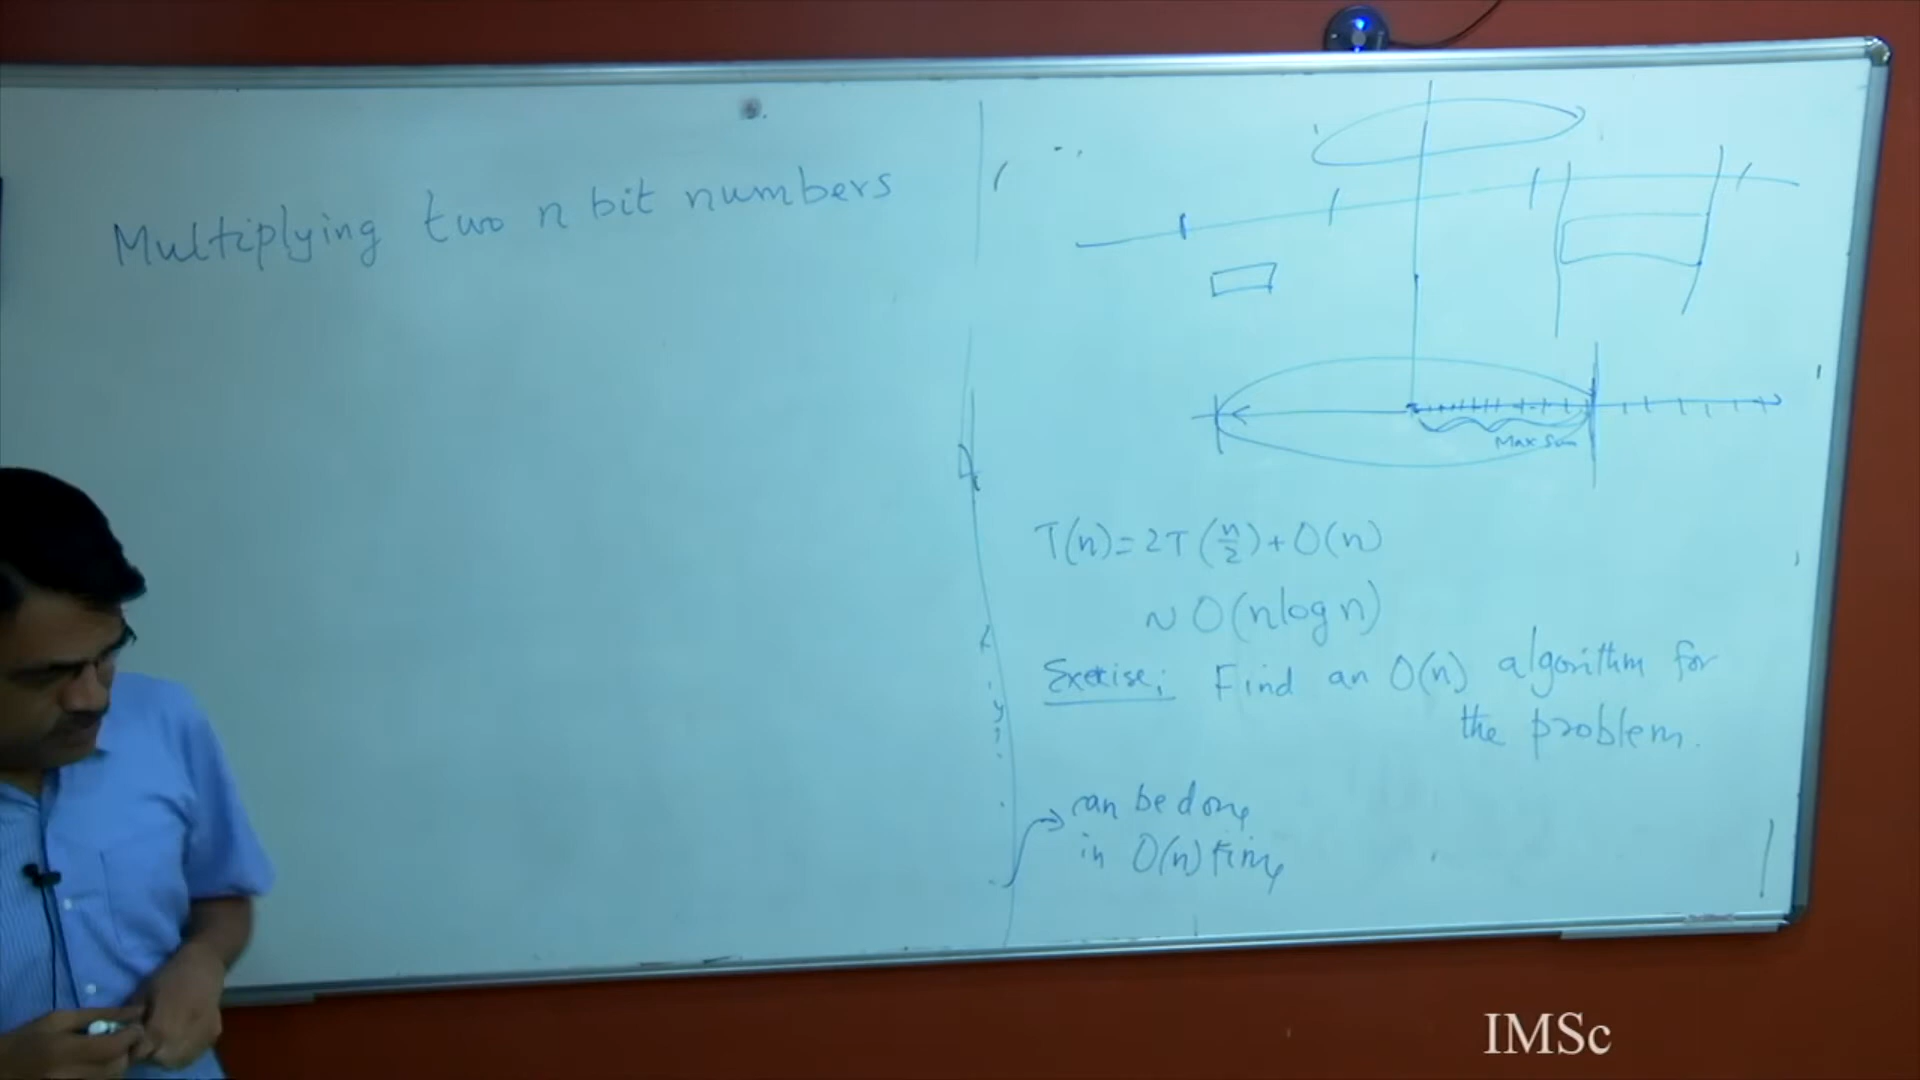 Multiplying two n bit numbers
Max Sum
T(n) = 2T(n/2) + O(n)
~ O(n log n)
Exercise: Find an O(n) algorithm for
the problem.
can be done
in O(n) time
IMSc